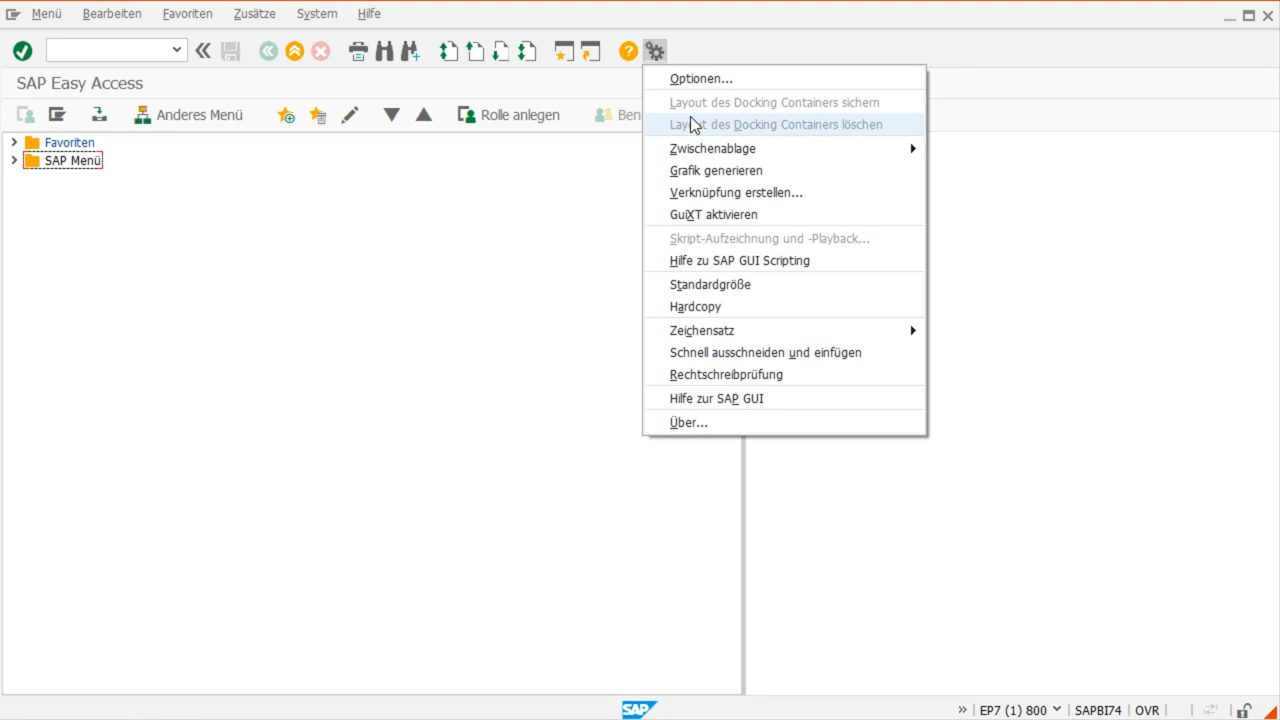 Menü Bearbeiten Favoriten Zusätze System Hilfe
SAP Easy Access
Anderes Menü Rolle anlegen Ben
Favoriten
SAP Menü
Optionen...
Layout des Docking Containers sichern
Layout des Docking Containers löschen
Zwischenablage
Grafik generieren
Verknüpfung erstellen...
GuiXT aktivieren
Skript-Aufzeichnung und -Playback...
Hilfe zu SAP GUI Scripting
Standardgröße
Hardcopy
Zeichensatz
Schnell ausschneiden und einfügen
Rechtschreibprüfung
Hilfe zur SAP GUI
Über...
SAP EP7 (1) 800 SAPBI74 OVR